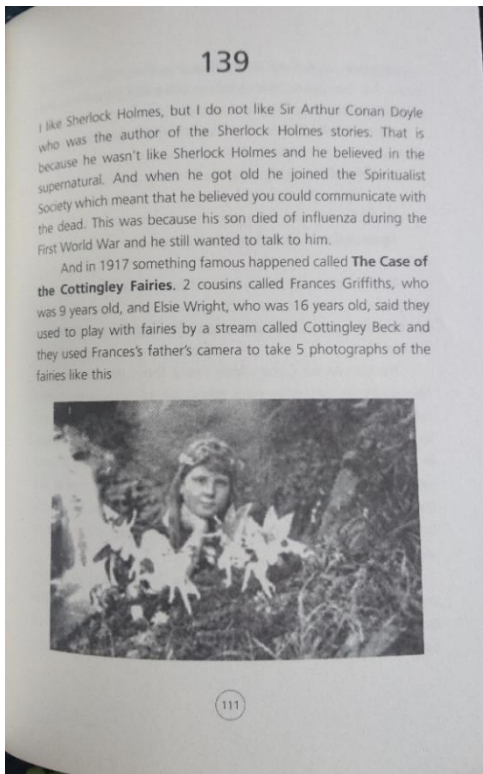 139
I like Sherlock Holmes, but I do not like Sir Arthur Conan Doyle
who was the author of the Sherlock Holmes stories. That is
because he wasn't like Sherlock Holmes and he believed in the
supernatural. And when he got old he joined the Spiritualist
Society which meant that he believed you could communicate with
the dead. This was because his son died of influenza during the
First World War and he still wanted to talk to him.
And in 1917 something famous happened called The Case of
the Cottingley Fairies. 2 cousins called Frances Griffiths, who
was 9 years old, and Elsie Wright, who was 16 years old, said they
used to play with fairies by a stream called Cottingley Beck and
they used Frances's father's camera to take 5 photographs of the
fairies like this
111